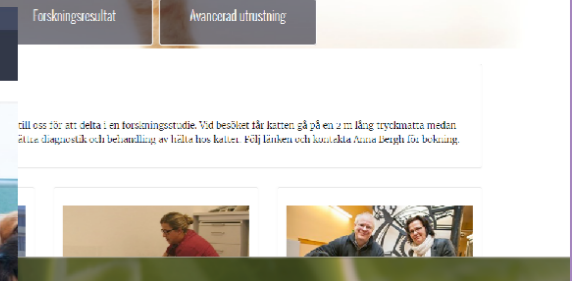 Forskningsresultat
Avancerad utrustning
till oss för att delta i en forskningsstudie. Vid besöket får katten gå på en 2 m lång tryckmatta medan
ättra diagnostik och behandling av hälta hos katter. Följ länken och kontakta Anna Bergh för bokning.